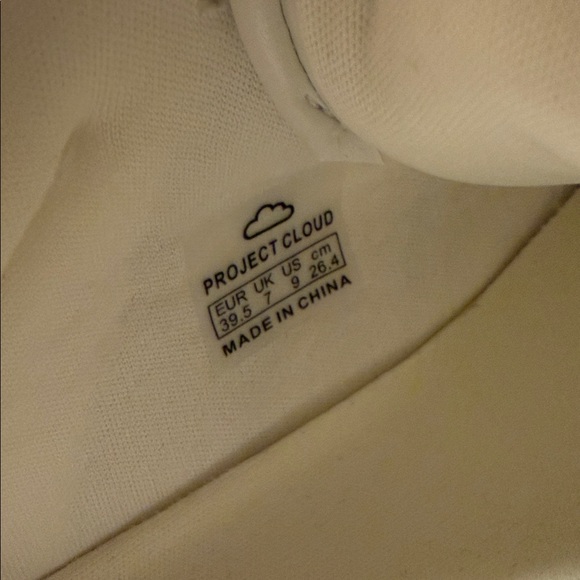 PROJECT CLOUD
EUR UK US cm
39.5 7 9 26.4
MADE IN CHINA